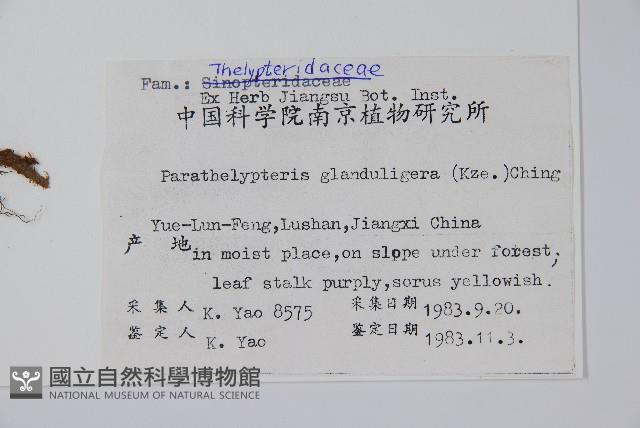 Thelypteridaceae
Fam.: Sinopteridaceae
Ex Herb Jiangsu Bot. Inst.
中国科学院南京植物研究所
Parathelypteris glanduligera (Kze.)Ching
Yue-Lun-Feng,Lushan,Jiangxi China
产 地 in moist place,on slope under forest,
leaf stalk purply,sorus yellowish.
采 集 人 K. Yao 8575 采集日期 1983.9.20.
鉴 定 人 K. Yao 鉴定日期 1983.11.3.
國立自然科學博物館
NATIONAL MUSEUM OF NATURAL SCIENCE